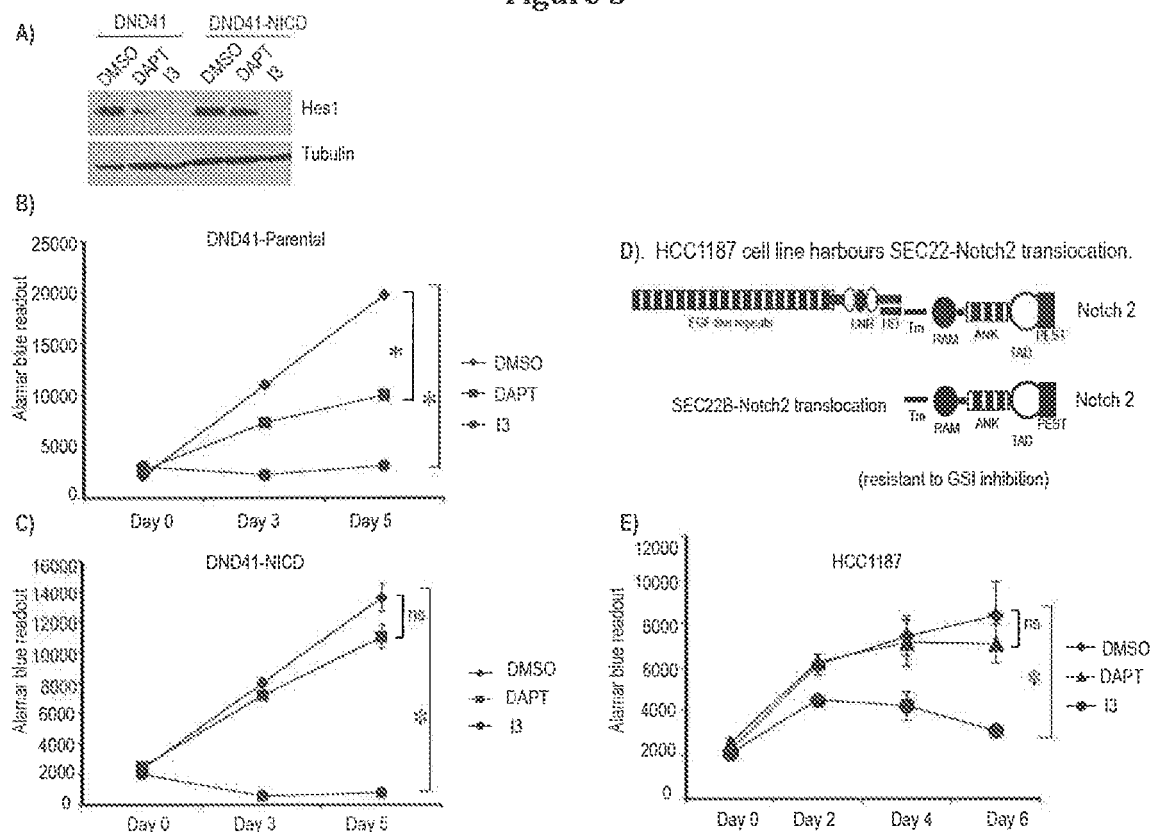 A)
DND41 DND41-NICD
DMSO DAPT I3 DMSO DAPT I3
Hes1
Tubulin
B)
DND41-Parental
25000
20000
15000
10000
5000
0
Alamar blue readout
*
*
DMSO
DAPT
I3
Day 0 Day 3 Day 5
C)
DND41-NICD
16000
14000
12000
10000
8000
6000
4000
2000
0
Alamar blue readout
ns
*
DMSO
DAPT
I3
Day 0 Day 3 Day 5
D). HCC1187 cell line harbours SEC22-Notch2 translocation.
EGF-like repeats LNR HD Tm RAM ANK TAD PEST
Notch 2
SEC22B-Notch2 translocation
Tm RAM ANK TAD PEST
Notch 2
(resistant to GSI inhibition)
E)
HCC1187
12000
10000
8000
6000
4000
2000
0
Alamar blue readout
ns
*
DMSO
DAPT
I3
Day 0 Day 2 Day 4 Day 6